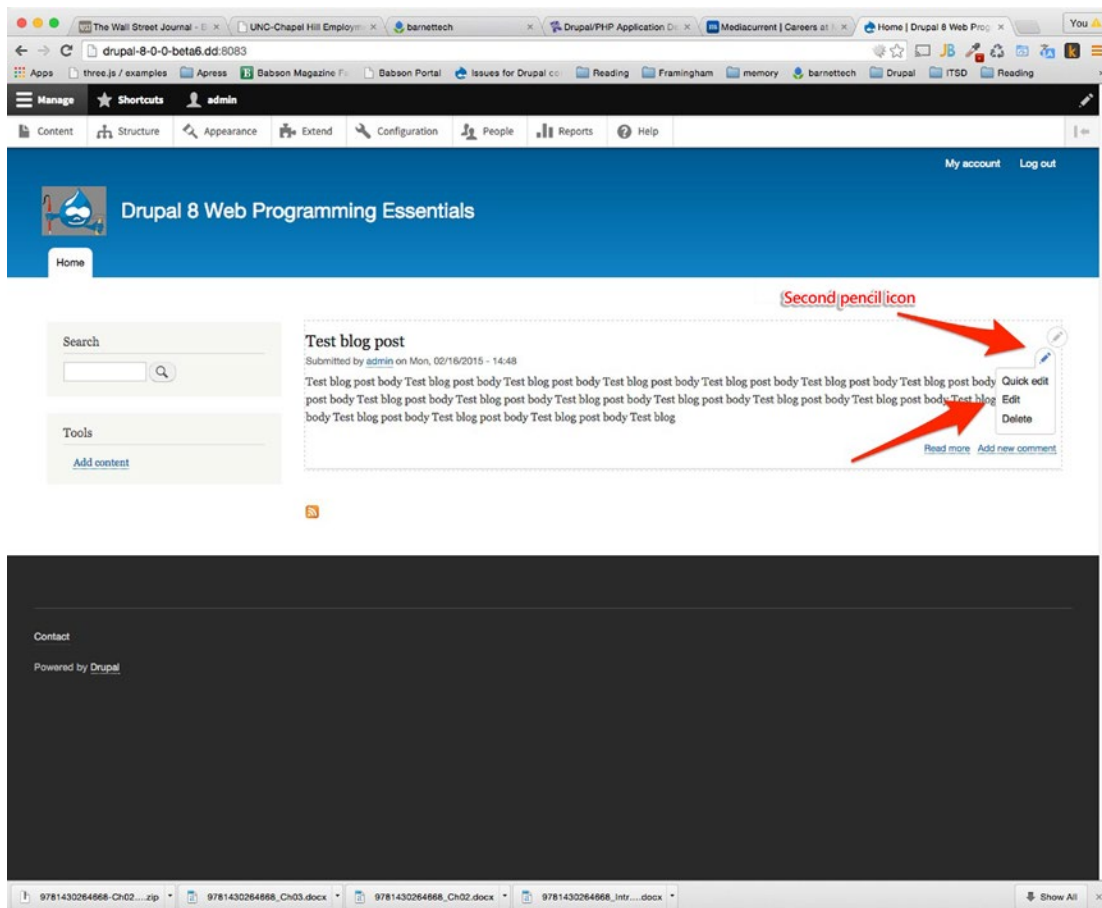 The Wall Street Journal - UNC-Chapel Hill Employm barnettech Drupal/PHP Application Di Mediacurrent | Careers at Home | Drupal 8 Web Prog You
drupal-8-0-0-beta6.dd:8083
Apps three.js / examples Apress Babson Magazine Babson Portal Issues for Drupal co Reading Framingham memory barnettech Drupal ITSD Reading
Manage Shortcuts admin
Content Structure Appearance Extend Configuration People Reports Help
My account Log out
Drupal 8 Web Programming Essentials
Home
Second pencil icon
Search
Tools
Add content
Test blog post
Submitted by admin on Mon, 02/16/2015 - 14:48
Test blog post body Test blog post body Test blog post body Test blog post body Test blog post body Test blog post body Test blog post body
post body Test blog post body Test blog post body Test blog post body Test blog post body Test blog post body Test blog post body Test blog
body Test blog post body Test blog post body Test blog post body Test blog
Quick edit
Edit
Delete
Read more Add new comment
Contact
Powered by Drupal
9781430264668-Ch02....zip 9781430264668_Ch03.docx 9781430264668_Ch02.docx 9781430264668_Intr....docx Show All